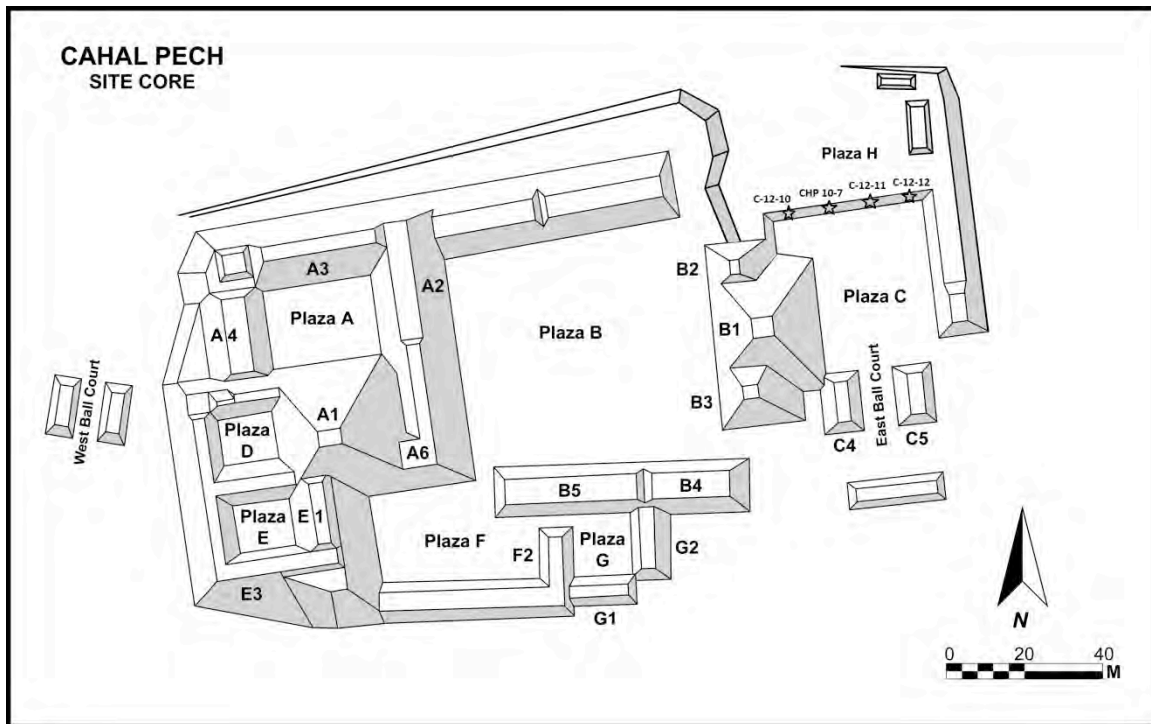 CAHAL PECH
SITE CORE
Plaza H
C-12-10
CHP 10-7
C-12-11
C-12-12
A3
A2
B2
Plaza C
A 4
Plaza A
Plaza B
B1
West Ball Court
A1
B3
East Ball Court
Plaza
D
A6
C4
C5
B5
B4
Plaza
E
E 1
Plaza F
F2
Plaza
G
G2
E3
G1
N
0 20 40
M